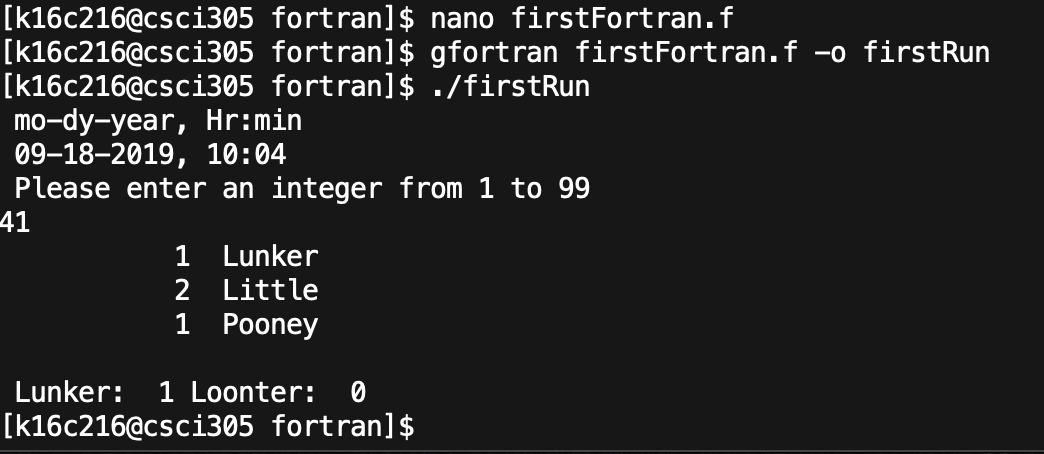 [k16c216@csci305 fortran]$ nano firstFortran.f
[k16c216@csci305 fortran]$ gfortran firstFortran.f -o firstRun
[k16c216@csci305 fortran]$ ./firstRun
mo-dy-year, Hr:min
09-18-2019, 10:04
Please enter an integer from 1 to 99
41
1 Lunker
2 Little
1 Pooney
Lunker: 1 Loonter: 0
[k16c216@csci305 fortran]$